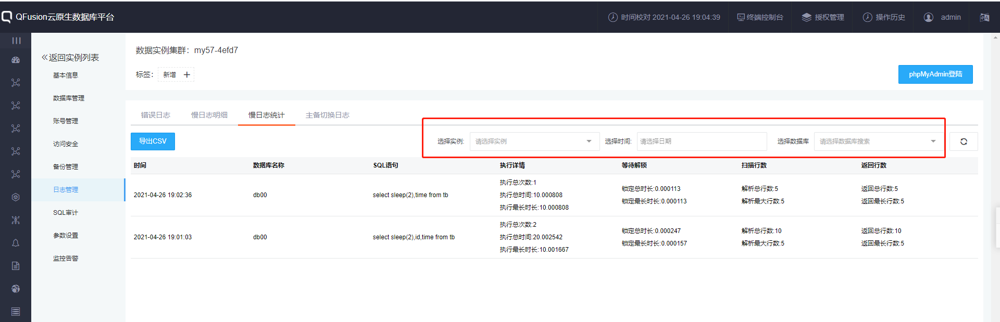 QFusion云原生数据库平台
时间校对 2021-04-26 19:04:39
终端控制台
授权管理
操作历史
admin
返回实例列表
基本信息
数据库管理
账号管理
访问安全
备份管理
日志管理
SQL审计
参数设置
监控告警
数据实例集群：my57-4efd7
标签：
新增
phpMyAdmin登陆
错误日志 慢日志明细 慢日志统计 主备切换日志
导出CSV
选择实例: 请选择实例 选择时间: 请选择日期 选择数据库 请选择数据库搜索
时间 数据库名称 SQL语句 执行详情 等待解锁 扫描行数 返回行数
2021-04-26 19:02:36
db00
select sleep(2),time from tb
执行总次数:1
执行总时间:10.000808
执行最长时长:10.000808
锁定总时长:0.000113
锁定最长时长:0.000113
解析总行数:5
解析最大行数:5
返回总行数:5
返回最长行数:5
2021-04-26 19:01:03
db00
select sleep(2),id,time from tb
执行总次数:2
执行总时间:20.002542
执行最长时长:10.001667
锁定总时长:0.000247
锁定最长时长:0.000157
解析总行数:10
解析最大行数:5
返回总行数:10
返回最长行数:5